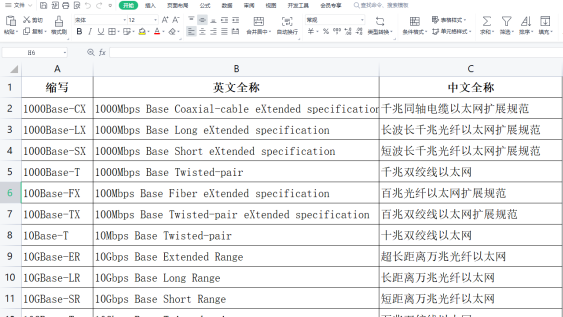 文件 开始 插入 页面布局 公式 数据 审阅 视图 开发工具 会员专享 查找命令、搜索模板
剪切 宋体 12 常规 表格样式
粘贴 复制 格式刷 合并居中 自动换行 类型转换 条件格式 单元格样式 求和 筛选 排序 填充
B6 fx
A B C
1 缩写 英文全称 中文全称
2 1000Base-CX 1000Mbps Base Coaxial-cable eXtended specification 千兆同轴电缆以太网扩展规范
3 1000Base-LX 1000Mbps Base Long eXtended specification 长波长千兆光纤以太网扩展规范
4 1000Base-SX 1000Mbps Base Short eXtended specification 短波长千兆光纤以太网扩展规范
5 1000Base-T 1000Mbps Base Twisted-pair 千兆双绞线以太网
6 100Base-FX 100Mbps Base Fiber eXtended specification 百兆光纤以太网扩展规范
7 100Base-TX 100Mbps Base Twisted-pair eXtended specification 百兆双绞线以太网扩展规范
8 10Base-T 10Mbps Base Twisted-pair 十兆双绞线以太网
9 10GBase-ER 10Gbps Base Extended Range 超长距离万兆光纤以太网
10 10GBase-LR 10Gbps Base Long Range 长距离万兆光纤以太网
11 10GBase-SR 10Gbps Base Short Range 短距离万兆光纤以太网